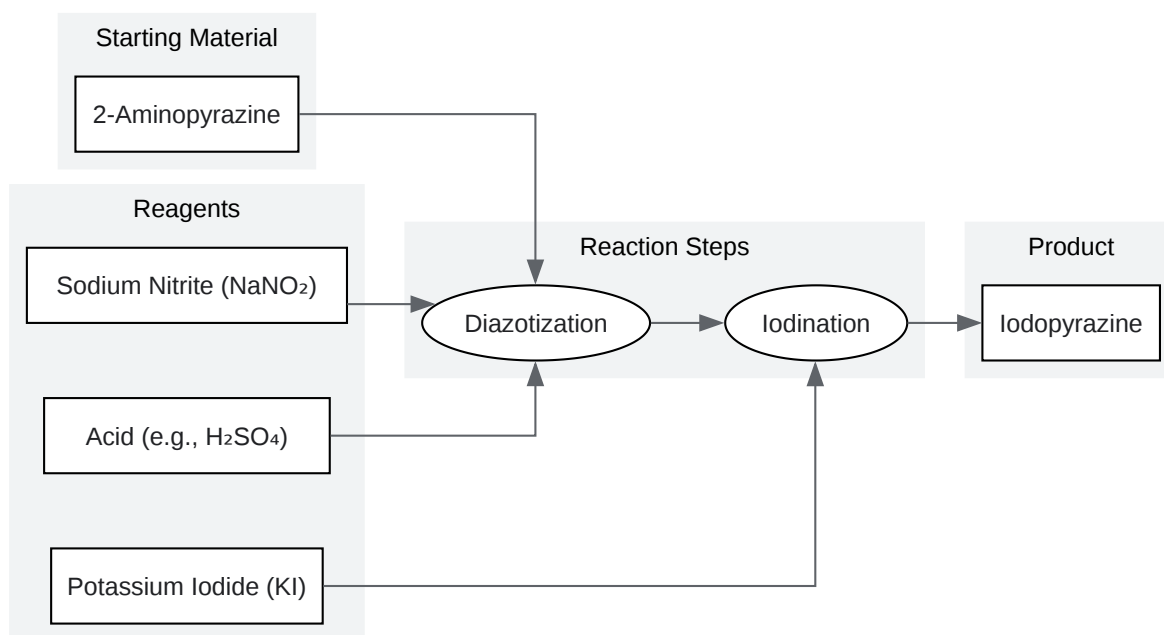 Starting Material
2-Aminopyrazine
Reagents
Sodium Nitrite (NaNO₂)
Acid (e.g., H₂SO₄)
Potassium Iodide (KI)
Reaction Steps
Diazotization
Iodination
Product
Iodopyrazine